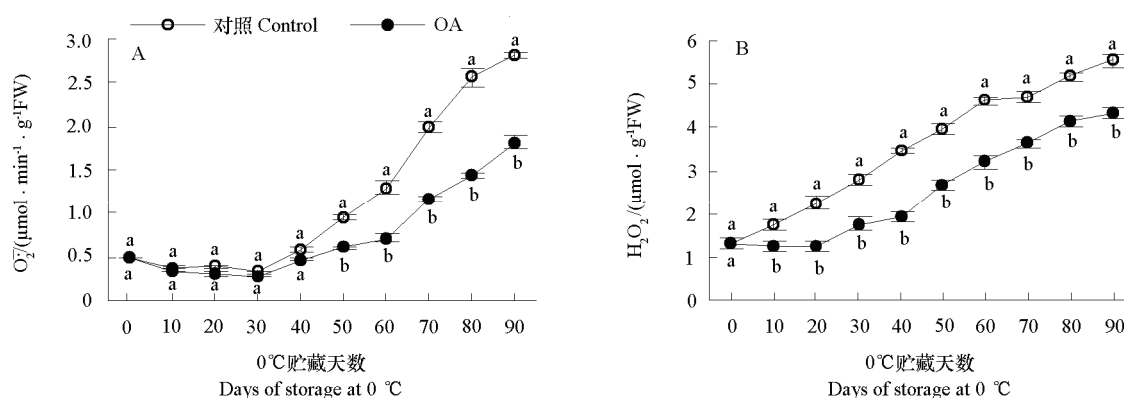 对照 Control OA
A
3.0
2.5
2.0
1.5
1.0
0.5
0
O₂⁻·/(μmol · min⁻¹ · g⁻¹FW)
a a a a a a a a a a
a a a a a b b b b b
0 10 20 30 40 50 60 70 80 90
0℃贮藏天数
Days of storage at 0 ℃
B
6
5
4
3
2
1
0
H₂O₂/(μmol · g⁻¹FW)
a a a a a a a a a a
a b b b b b b b b b
0 10 20 30 40 50 60 70 80 90
0℃贮藏天数
Days of storage at 0 ℃